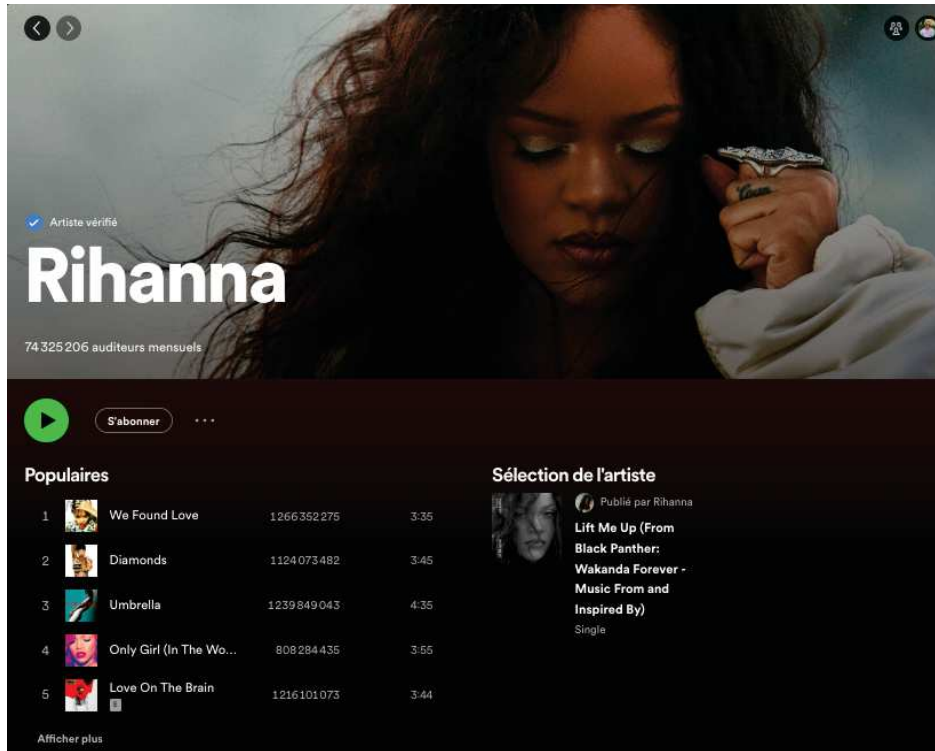 Artiste vérifié
Rihanna
74 325 206 auditeurs mensuels
S'abonner
Populaires
1 We Found Love 1 266 352 275 3:35
2 Diamonds 1 124 073 482 3:45
3 Umbrella 1 239 849 043 4:35
4 Only Girl (In The Wo... 808 284 435 3:55
5 Love On The Brain 1 216 101 073 3:44
E
Afficher plus
Sélection de l'artiste
Publié par Rihanna
Lift Me Up (From
Black Panther:
Wakanda Forever -
Music From and
Inspired By)
Single